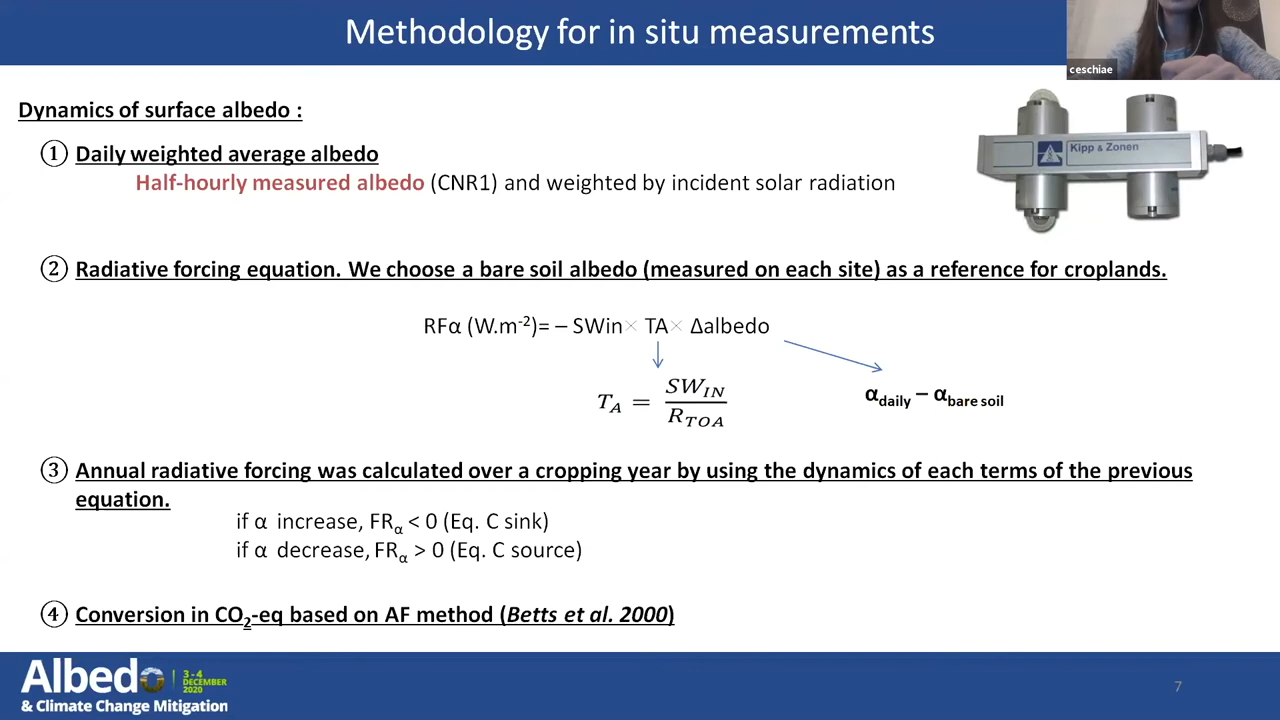 Methodology for in situ measurements
ceschiae
Dynamics of surface albedo :
① Daily weighted average albedo
Half-hourly measured albedo (CNR1) and weighted by incident solar radiation
Kipp & Zonen
② Radiative forcing equation. We choose a bare soil albedo (measured on each site) as a reference for croplands.
RFα (W.m-2)= – SWin× TA× Δalbedo
T_A = SW_IN / R_TOA
α_daily – α_bare soil
③ Annual radiative forcing was calculated over a cropping year by using the dynamics of each terms of the previous
equation.
if α increase, FRα < 0 (Eq. C sink)
if α decrease, FRα > 0 (Eq. C source)
④ Conversion in CO2-eq based on AF method (Betts et al. 2000)
Albedo
3-4
DECEMBER
2020
& Climate Change Mitigation
7